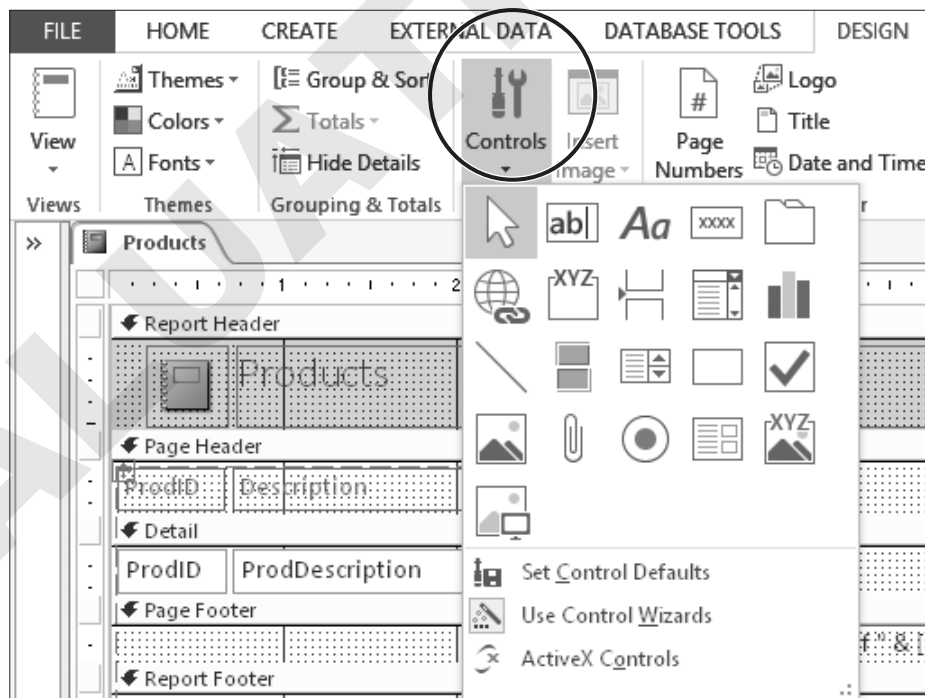 FILE HOME CREATE EXTERNAL DATA DATABASE TOOLS DESIGN
View
Views
Themes
Colors
Fonts
Themes
Group & Sort
Totals
Hide Details
Grouping & Totals
Controls
Insert
Image
#
Page
Numbers
Logo
Title
Date and Time
r
Products
1 2
Report Header
Products
Page Header
ProdID Description
Detail
ProdID ProdDescription
Page Footer
f " & [
Report Footer
ab
Aa
XXXX
XYZ
XYZ
Set Control Defaults
Use Control Wizards
ActiveX Controls